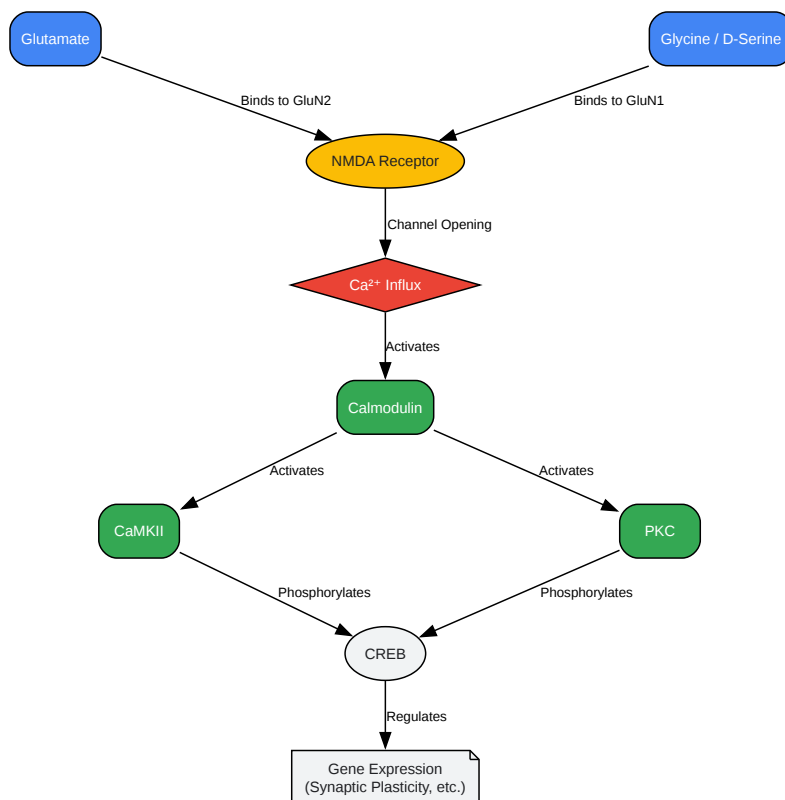 Glutamate
Glycine / D-Serine
Binds to GluN2
Binds to GluN1
NMDA Receptor
Channel Opening
Ca²⁺ Influx
Activates
Calmodulin
Activates
Activates
CaMKII
PKC
Phosphorylates
Phosphorylates
CREB
Regulates
Gene Expression
(Synaptic Plasticity, etc.)